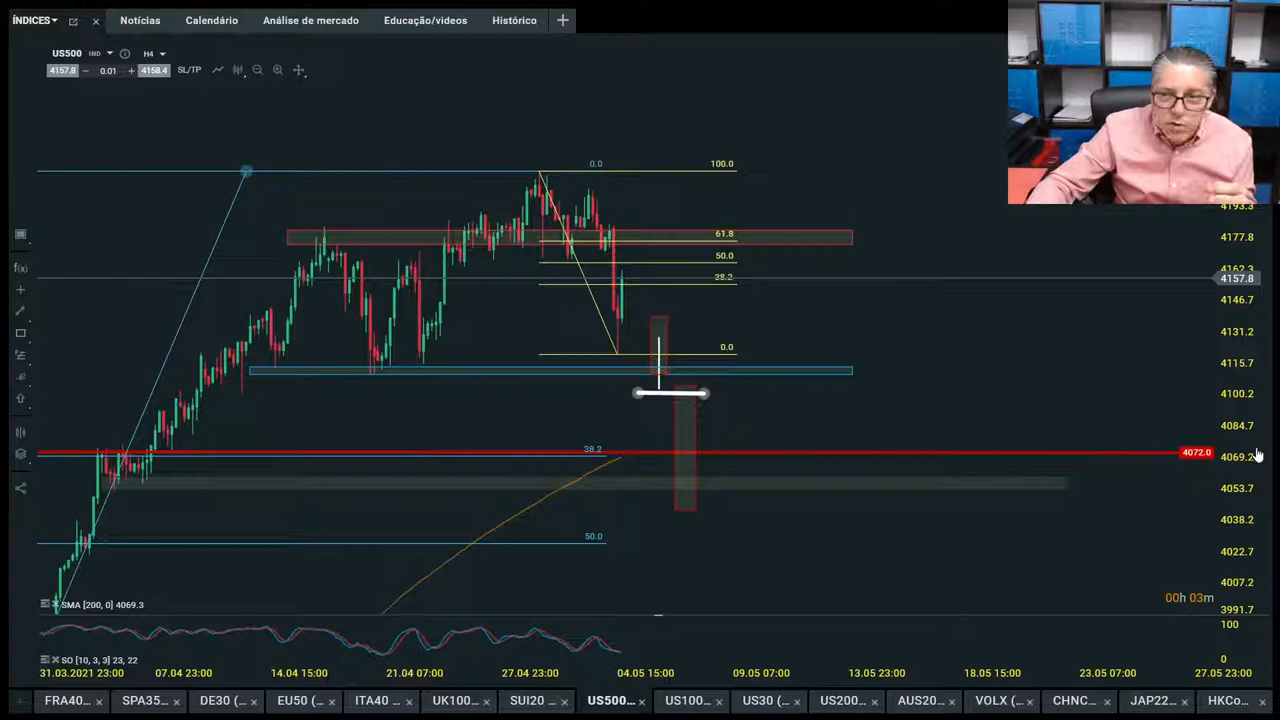 ÍNDICES
Notícias
Calendário
Análise de mercado
Educação/videos
Histórico
US500 IND H4
4157.8 − 0.01 + 4158.4 SL/TP
0.0
100.0
61.8
50.0
38.2
0.0
38.2
50.0
4193.3
4177.8
4162.3
4157.8
4146.7
4131.2
4115.7
4100.2
4084.7
4072.0
4069.2
4053.7
4038.2
4022.7
4007.2
3991.7
00h 03m
SMA [200, 0] 4069.3
100
0
SO [10, 3, 3] 23, 22
31.03.2021 23:00
07.04 23:00
14.04 15:00
21.04 07:00
27.04 23:00
04.05 15:00
09.05 07:00
13.05 23:00
18.05 15:00
22.05 07:00
27.05 23:00
FRA40...
SPA35...
DE30 (...
EU50 (...
ITA40 ...
UK100...
SUI20 ...
US500...
US100...
US30 (...
US200...
AUS20...
VOLX (...
CHNC...
JAP22...
HKCo...